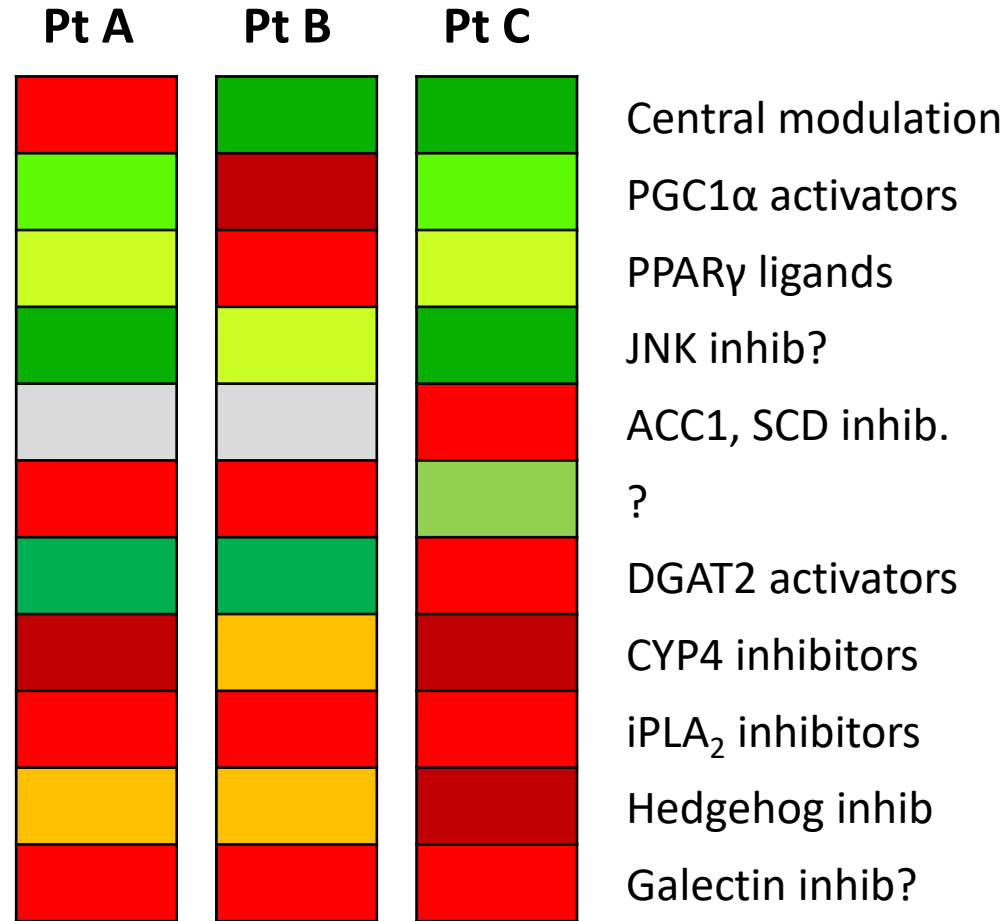 Pt A Pt B Pt C
Central modulation
PGC1α activators
PPARγ ligands
JNK inhib?
ACC1, SCD inhib.
?
DGAT2 activators
CYP4 inhibitors
iPLA₂ inhibitors
Hedgehog inhib
Galectin inhib?